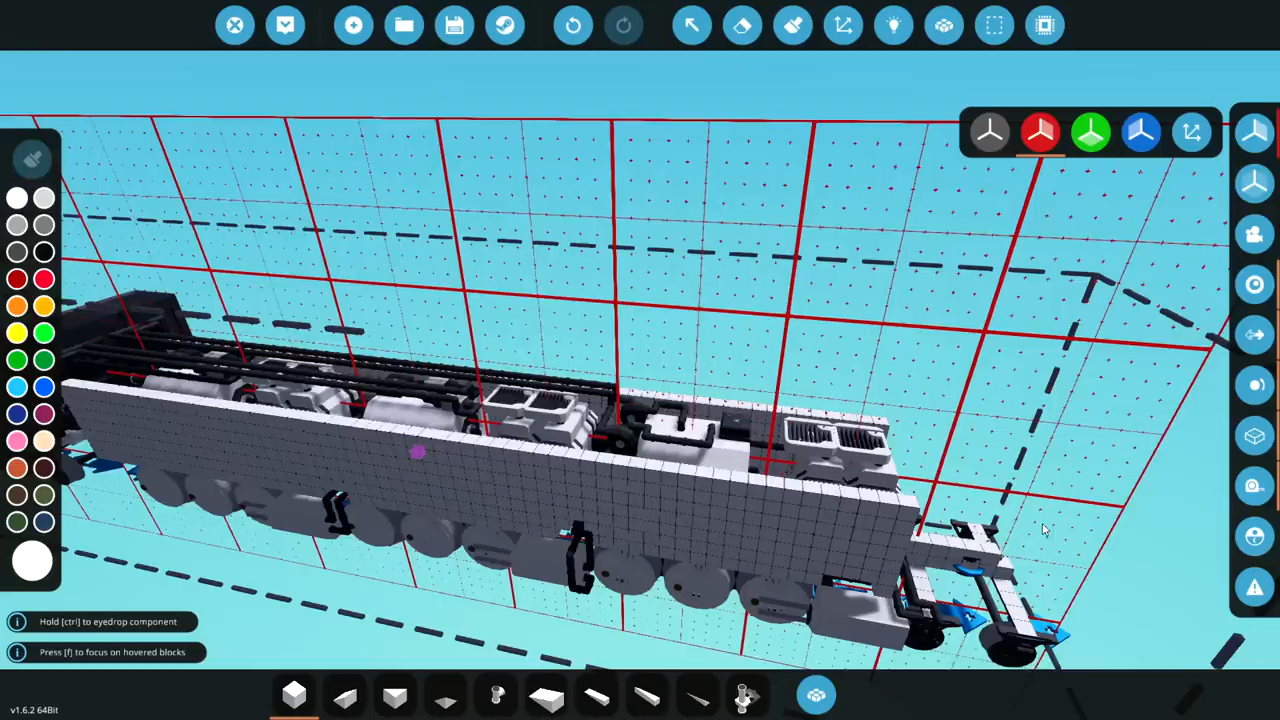 Hold [ctrl] to eyedrop component
Press [f] to focus on hovered blocks
v1.6.2 64Bit